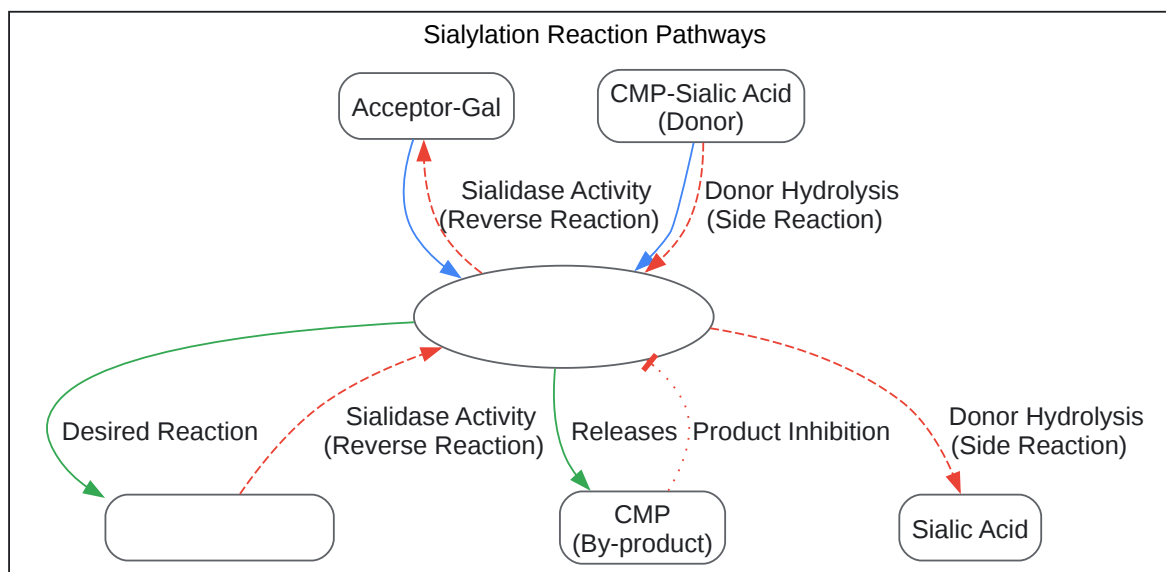 Sialylation Reaction Pathways
Acceptor-Gal
CMP-Sialic Acid
(Donor)
Sialidase Activity
(Reverse Reaction)
Donor Hydrolysis
(Side Reaction)
Desired Reaction
Sialidase Activity
(Reverse Reaction)
Releases
Product Inhibition
Donor Hydrolysis
(Side Reaction)
CMP
(By-product)
Sialic Acid